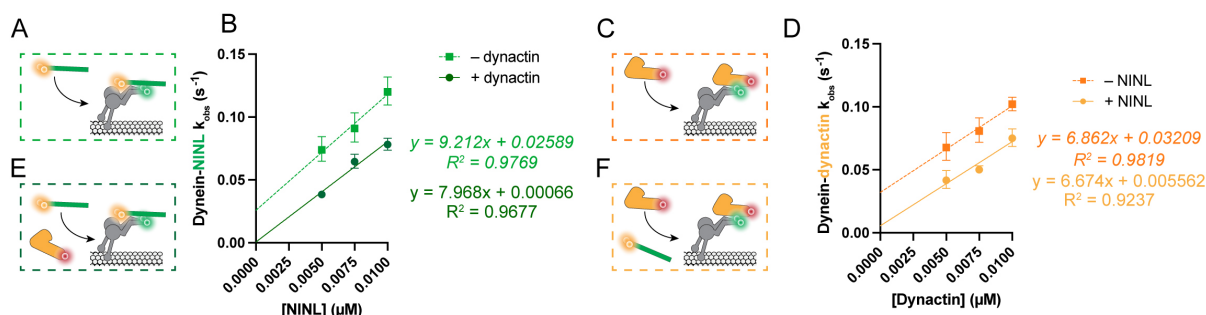 A
B
Dynein-NINL k_obs (s⁻¹)
0.15
0.10
0.05
0.00
0.0000
0.0025
0.0050
0.0075
0.0100
[NINL] (μM)
– dynactin
+ dynactin
y = 9.212x + 0.02589
R² = 0.9769
y = 7.968x + 0.00066
R² = 0.9677
C
D
Dynein-dynactin k_obs (s⁻¹)
0.15
0.10
0.05
0.00
0.0000
0.0025
0.0050
0.0075
0.0100
[Dynactin] (μM)
– NINL
+ NINL
y = 6.862x + 0.03209
R² = 0.9819
y = 6.674x + 0.005562
R² = 0.9237
E
F